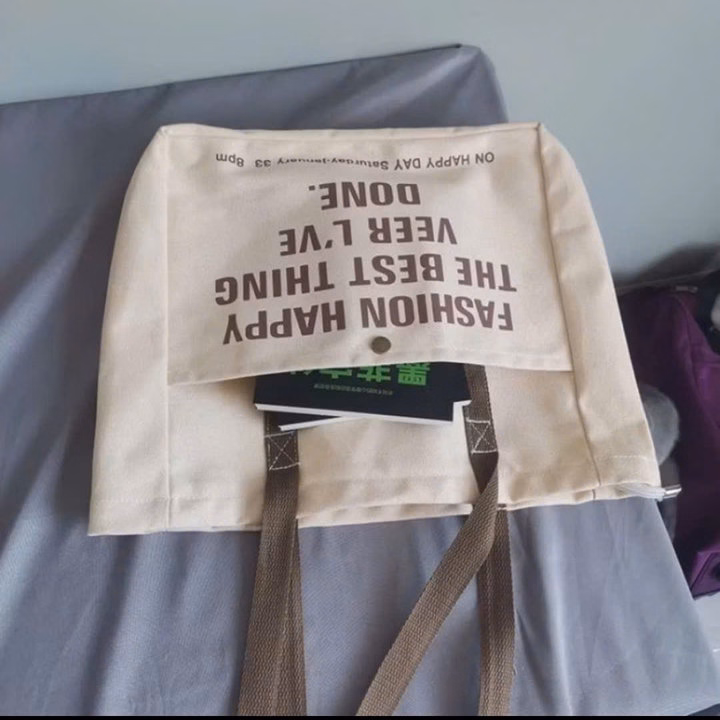 FASHION HAPPY
THE BEST THING
VEER L'VE
DONE.
ON HAPPY DAY Saturday-January 33 8pm